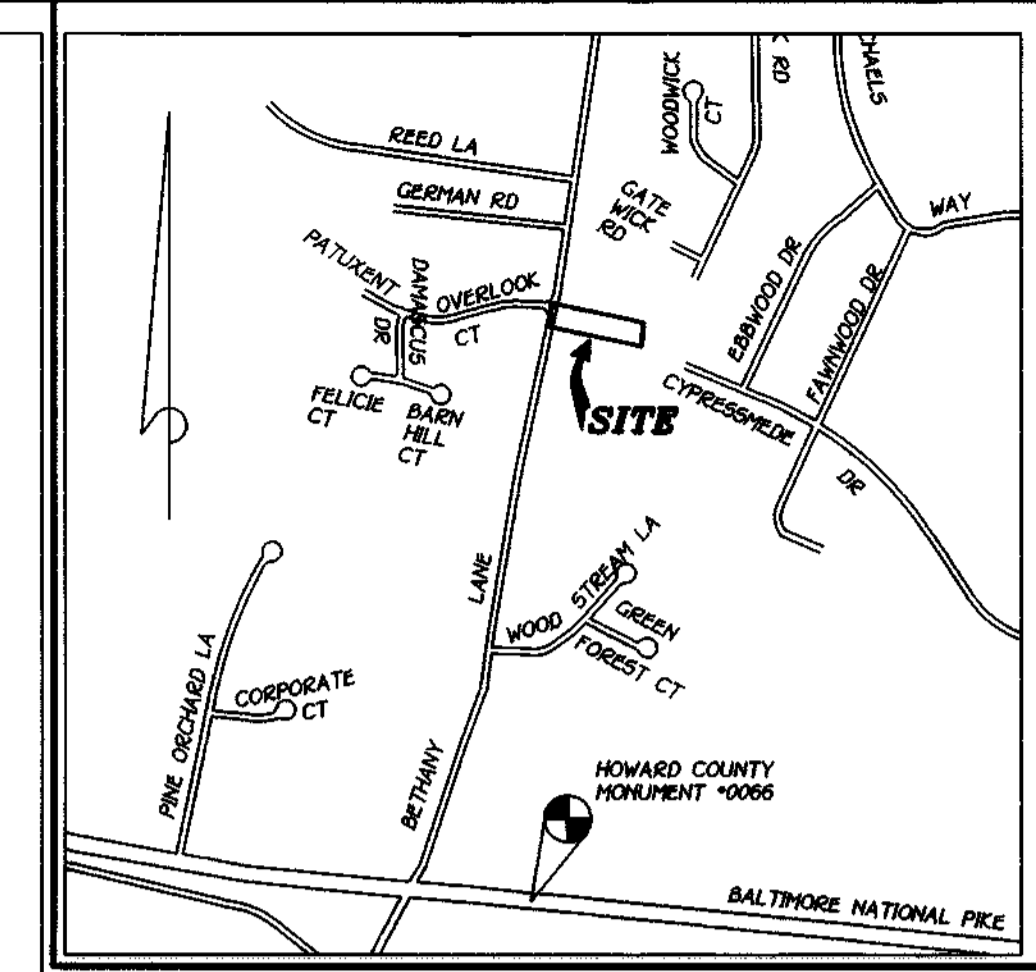 REED LA
GERMAN RD
WOODWICK
CT
K RD
CHAELS
WAY
GATE
WICK
RD
PATUXENT
OVERLOOK
CT
DAMASCUS
DR
FELICIE
CT
BARN
HILL
CT
SITE
EBBWOOD DR
FAWNWOOD DR
CYPRESSMEDE
DR
LANE
WOOD STREAM LA
GREEN
FOREST CT
PINE ORCHARD LA
CORPORATE
CT
BETHANY
HOWARD COUNTY
MONUMENT *0066
BALTIMORE NATIONAL PIKE